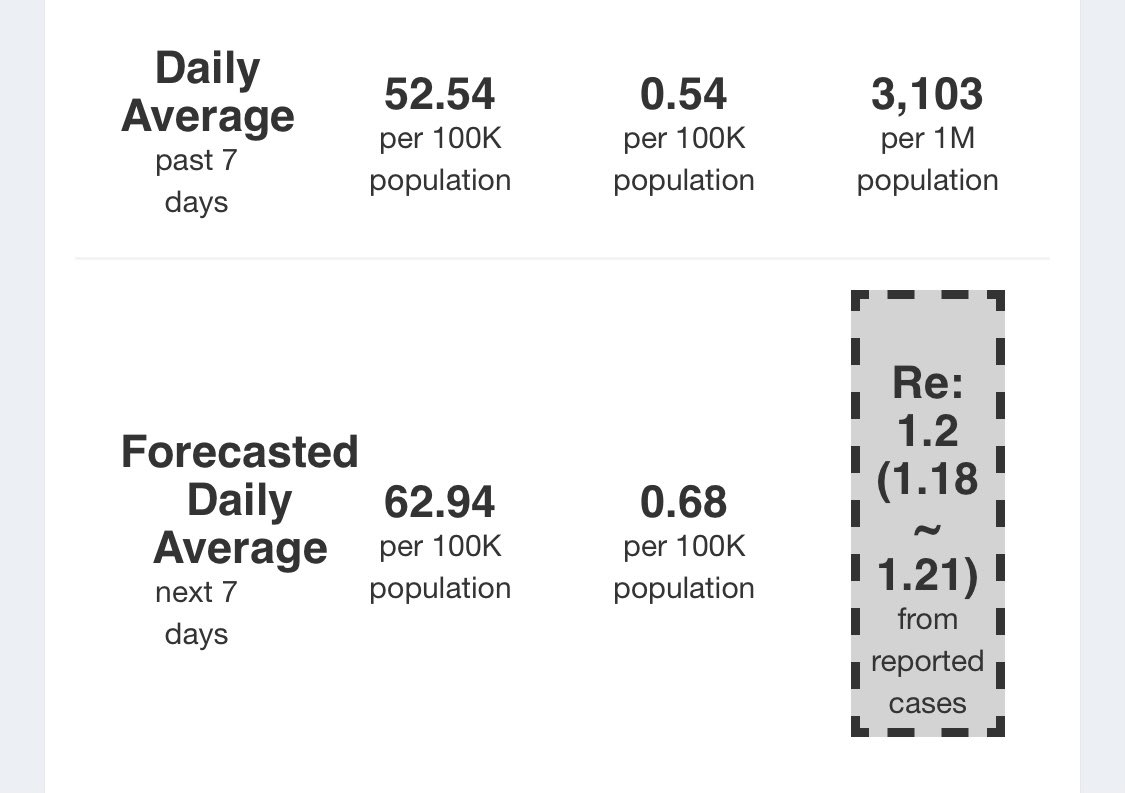 Daily
Average
past 7
days
52.54
per 100K
population
0.54
per 100K
population
3,103
per 1M
population
Forecasted
Daily
Average
next 7
days
62.94
per 100K
population
0.68
per 100K
population
Re:
1.2
(1.18
~
1.21)
from
reported
cases